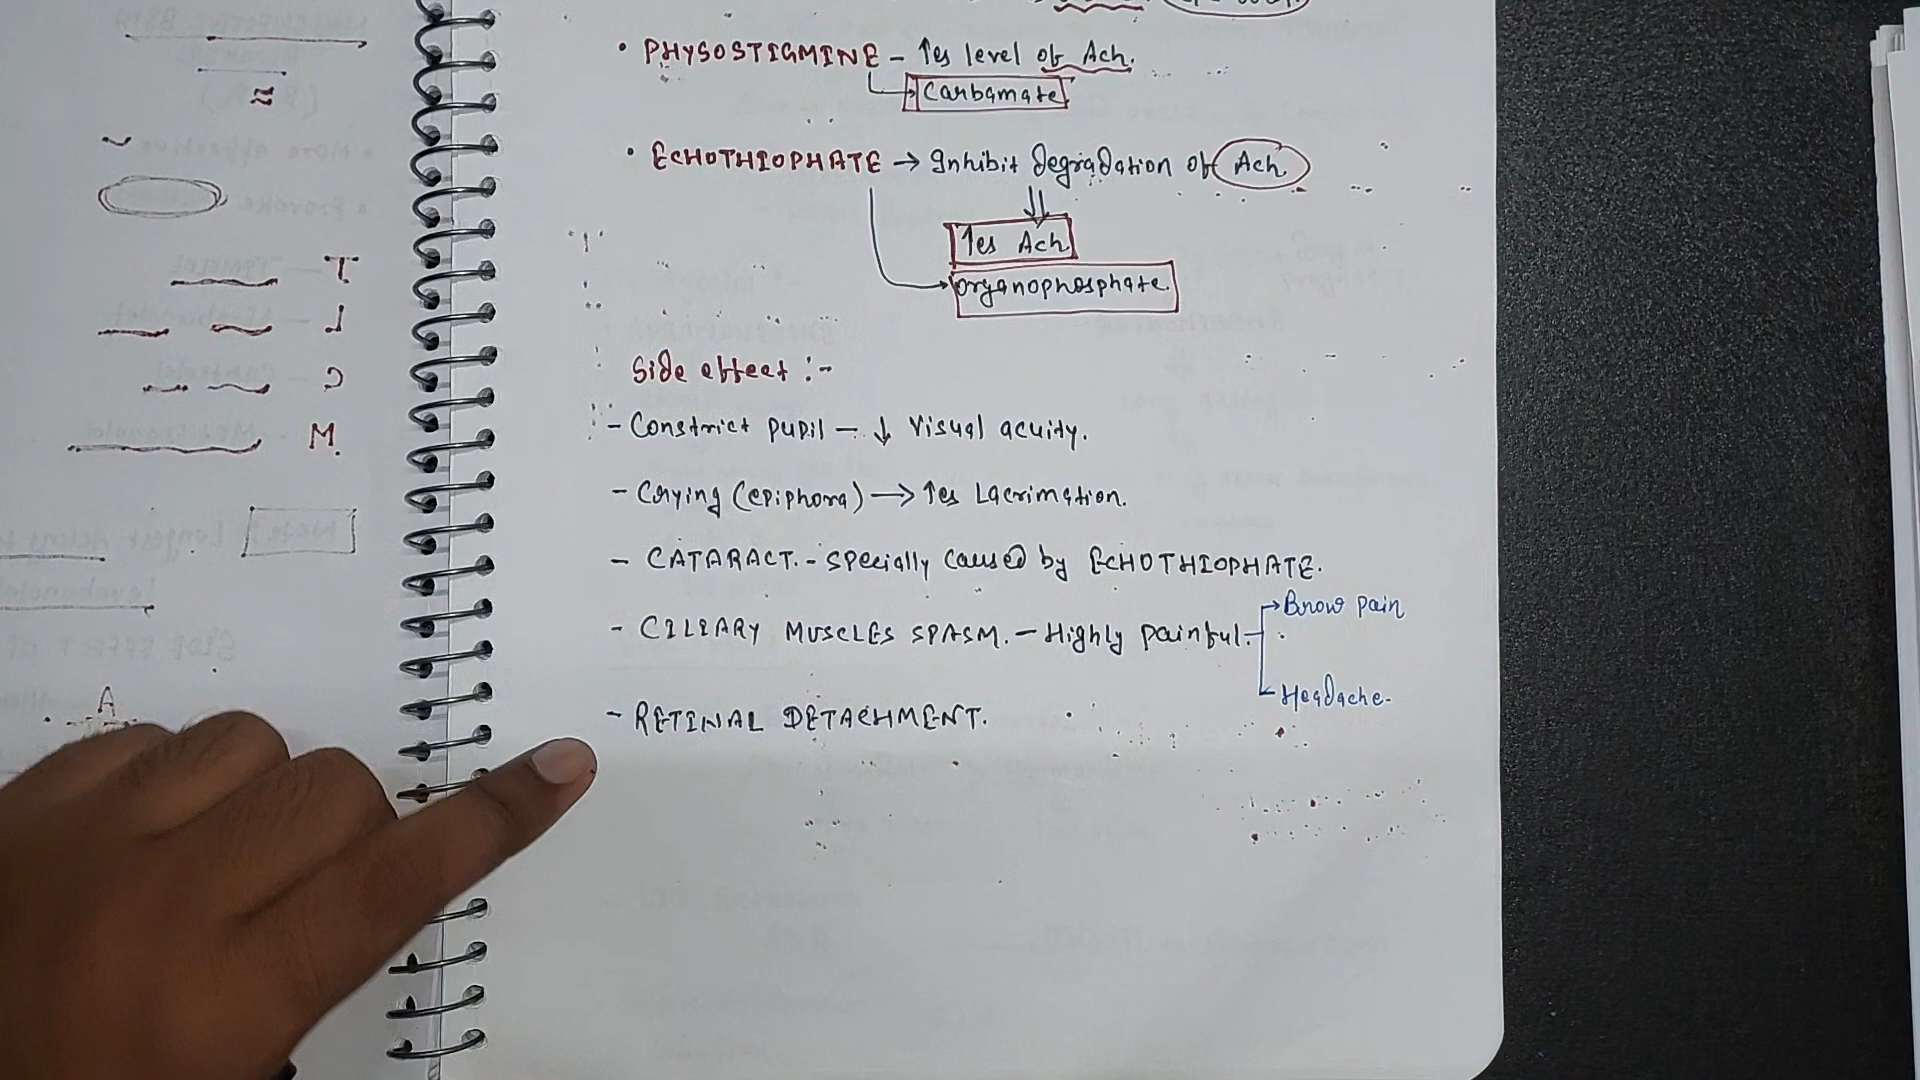 • PHYSOSTIGMINE – ↑es level of Ach.
Carbamate
• ECHOTHIOPHATE → Inhibit degradation of Ach.
↑es Ach
organophosphate.
Side effect :-
- Constrict pupil – ↓ visual acuity.
- Crying (epiphora) → ↑es Lacrimation.
- CATARACT. - specially caused by ECHOTHIOPHATE.
- CILIARY MUSCLES SPASM. – Highly painful.
Brow pain
Headache.
- RETINAL DETACHMENT.
T
M.
A